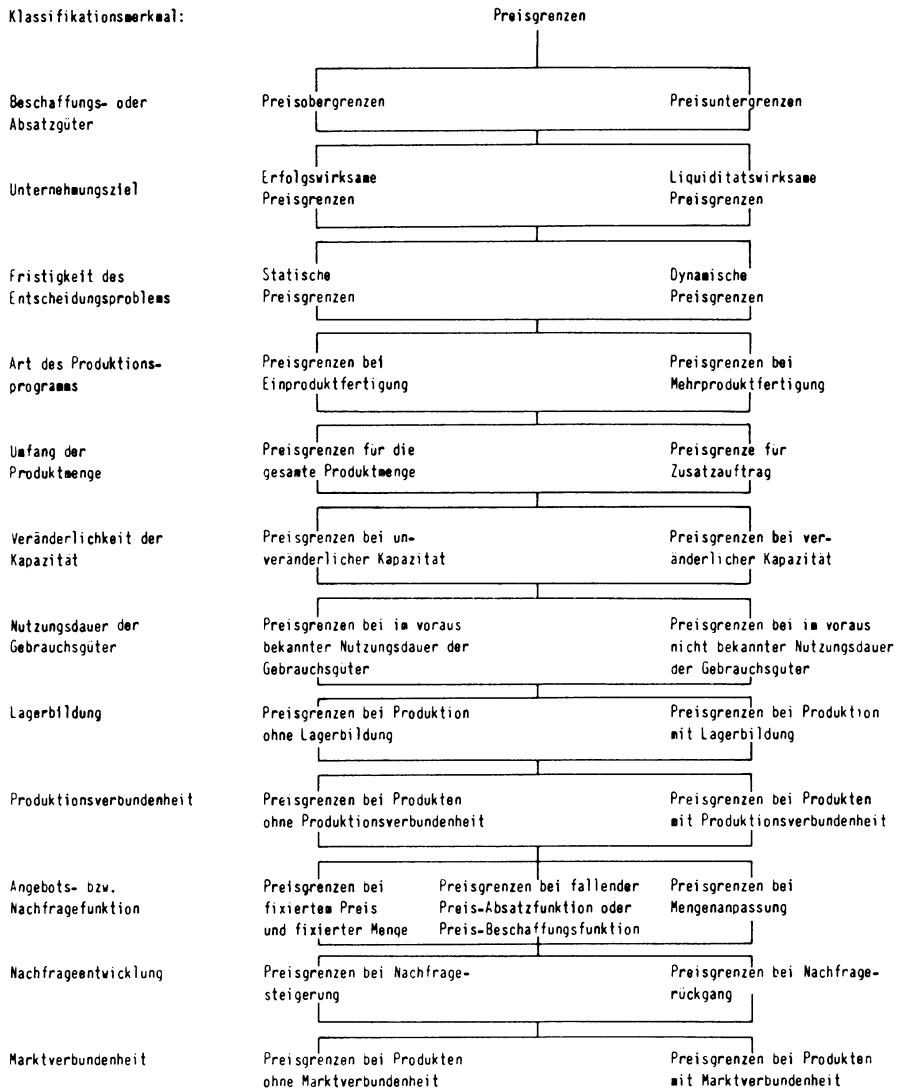 Klassifikationsmerkmal: Preisgrenzen
Beschaffungs- oder Preisobergrenzen Preisuntergrenzen
Absatzgüter
Erfolgswirksame Liquiditätswirksame
Unternehmungsziel Preisgrenzen Preisgrenzen
Fristigkeit des Statische Dynamische
Entscheidungsproblems Preisgrenzen Preisgrenzen
Art des Produktions- Preisgrenzen bei Preisgrenzen bei
programms Einproduktfertigung Mehrproduktfertigung
Umfang der Preisgrenzen für die Preisgrenze für
Produktmenge gesamte Produktmenge Zusatzauftrag
Veränderlichkeit der Preisgrenzen bei un- Preisgrenzen bei ver-
Kapazität veränderlicher Kapazität änderlicher Kapazität
Nutzungsdauer der Preisgrenzen bei im voraus Preisgrenzen bei im voraus
Gebrauchsgüter bekannter Nutzungsdauer der nicht bekannter Nutzungsdauer
Gebrauchsgüter der Gebrauchsguter
Lagerbildung Preisgrenzen bei Produktion Preisgrenzen bei Produktion
ohne Lagerbildung mit Lagerbildung
Produktionsverbundenheit Preisgrenzen bei Produkten Preisgrenzen bei Produkten
ohne Produktionsverbundenheit mit Produktionsverbundenheit
Angebots- bzw. Preisgrenzen bei Preisgrenzen bei fallender Preisgrenzen bei
Nachfragefunktion fixiertem Preis Preis-Absatzfunktion oder Mengenanpassung
und fixierter Menge Preis-Beschaffungsfunktion
Nachfrageentwicklung Preisgrenzen bei Nachfrage- Preisgrenzen bei Nachfrage-
steigerung rückgang
Marktverbundenheit Preisgrenzen bei Produkten Preisgrenzen bei Produkten
ohne Marktverbundenheit mit Marktverbundenheit